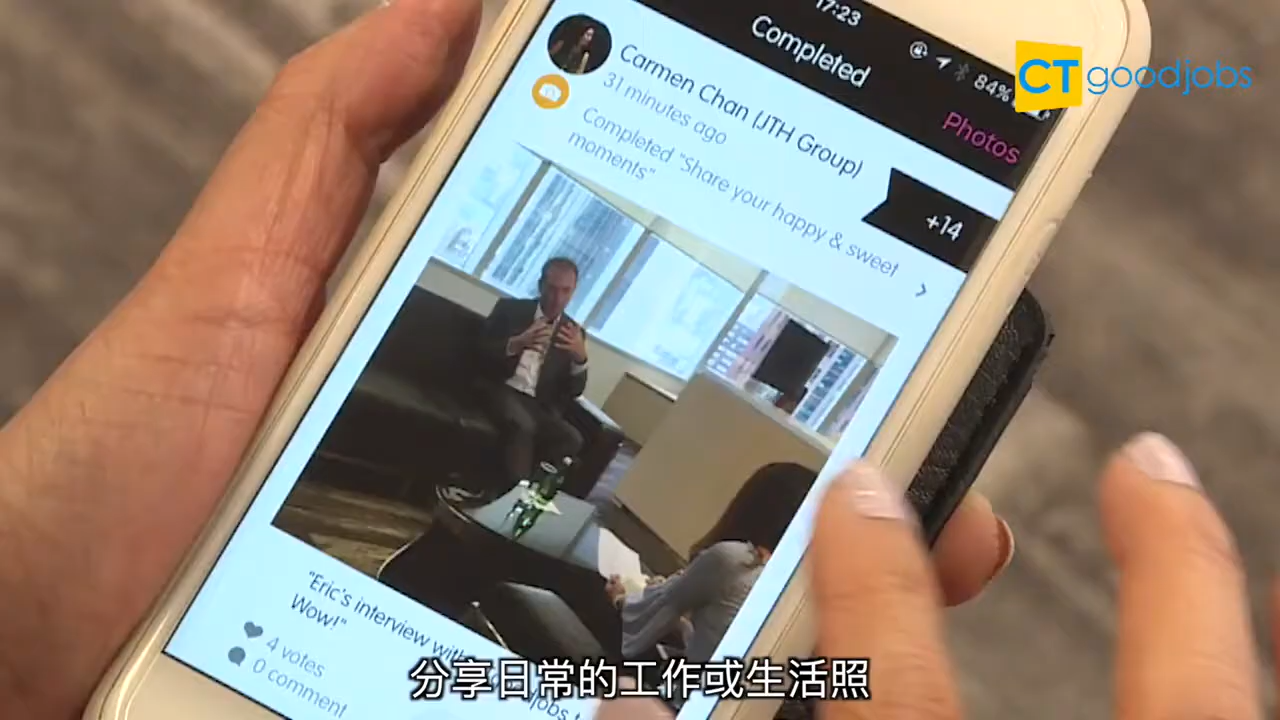 17:23
84%
Completed
Photos
CTgoodjobs
Carmen Chan (JTH Group)
31 minutes ago
Completed "Share your happy & sweet
moments"
+14
"Eric's interview with
Wow!"
4 votes
0 comment
分享日常的工作或生活照